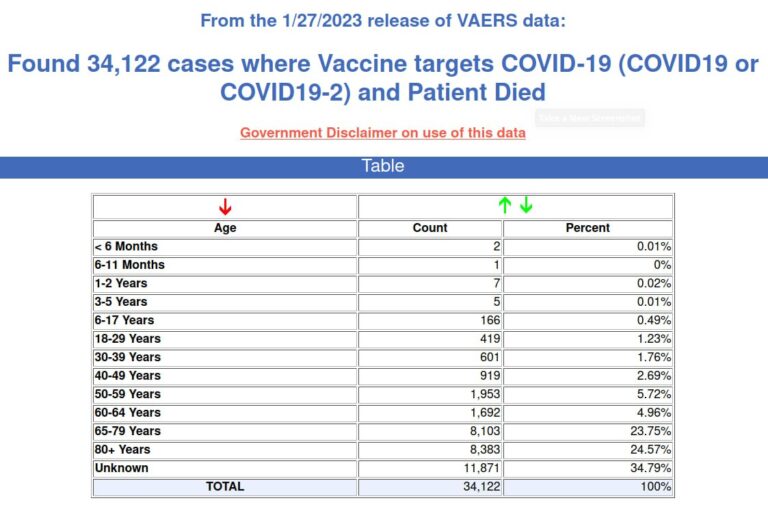 From the 1/27/2023 release of VAERS data:
Found 34,122 cases where Vaccine targets COVID-19 (COVID19 or
COVID19-2) and Patient Died
Take a New Screenshot
Government Disclaimer on use of this data
Table
Age Count Percent
< 6 Months 2 0.01%
6-11 Months 1 0%
1-2 Years 7 0.02%
3-5 Years 5 0.01%
6-17 Years 166 0.49%
18-29 Years 419 1.23%
30-39 Years 601 1.76%
40-49 Years 919 2.69%
50-59 Years 1,953 5.72%
60-64 Years 1,692 4.96%
65-79 Years 8,103 23.75%
80+ Years 8,383 24.57%
Unknown 11,871 34.79%
TOTAL 34,122 100%